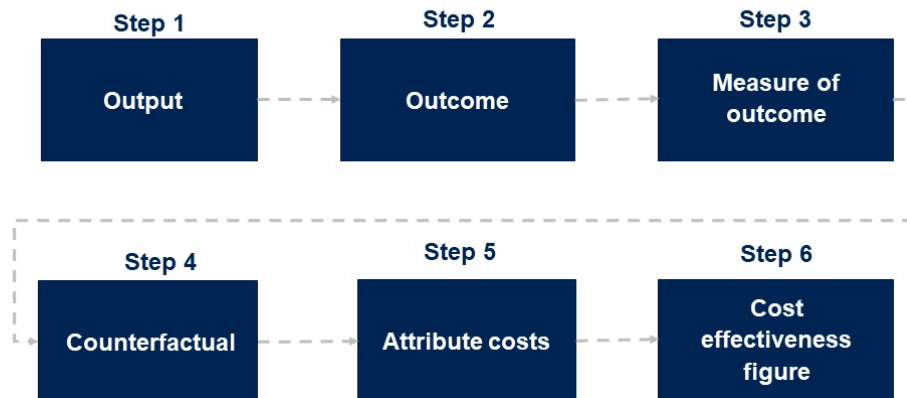 Step 1
Step 2
Step 3
Output
Outcome
Measure of
outcome
Step 4
Step 5
Step 6
Counterfactual
Attribute costs
Cost
effectiveness
figure